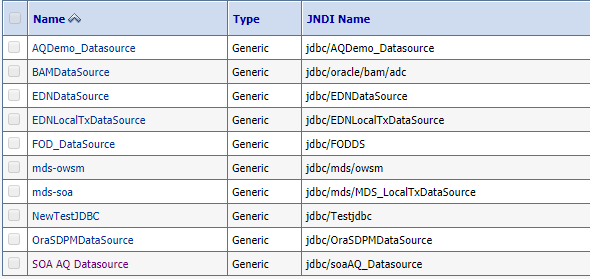 Name Type JNDI Name
AQDemo_Datasource Generic jdbc/AQDemo_Datasource
BAMDataSource Generic jdbc/oracle/bam/adc
EDNDataSource Generic jdbc/EDNDataSource
EDNLocalTxDataSource Generic jdbc/EDNLocalTxDataSource
FOD_DataSource Generic jdbc/FODDS
mds-owsm Generic jdbc/mds/owsm
mds-soa Generic jdbc/mds/MDS_LocalTxDataSource
NewTestJDBC Generic jdbc/Testjdbc
OraSDPMDataSource Generic jdbc/OraSDPMDataSource
SOA AQ Datasource Generic jdbc/soaAQ_Datasource